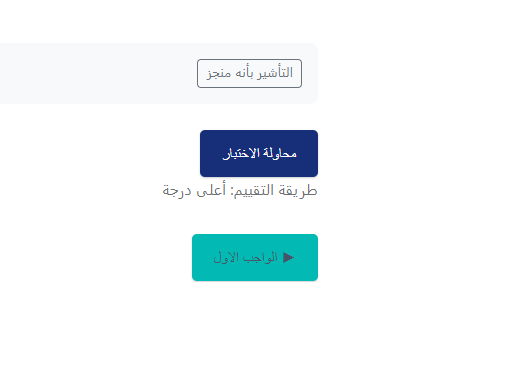 التأشير بأنه منجز
محاولة الاختبار
طريقة التقييم: أعلى درجة
▶ الواجب الاول